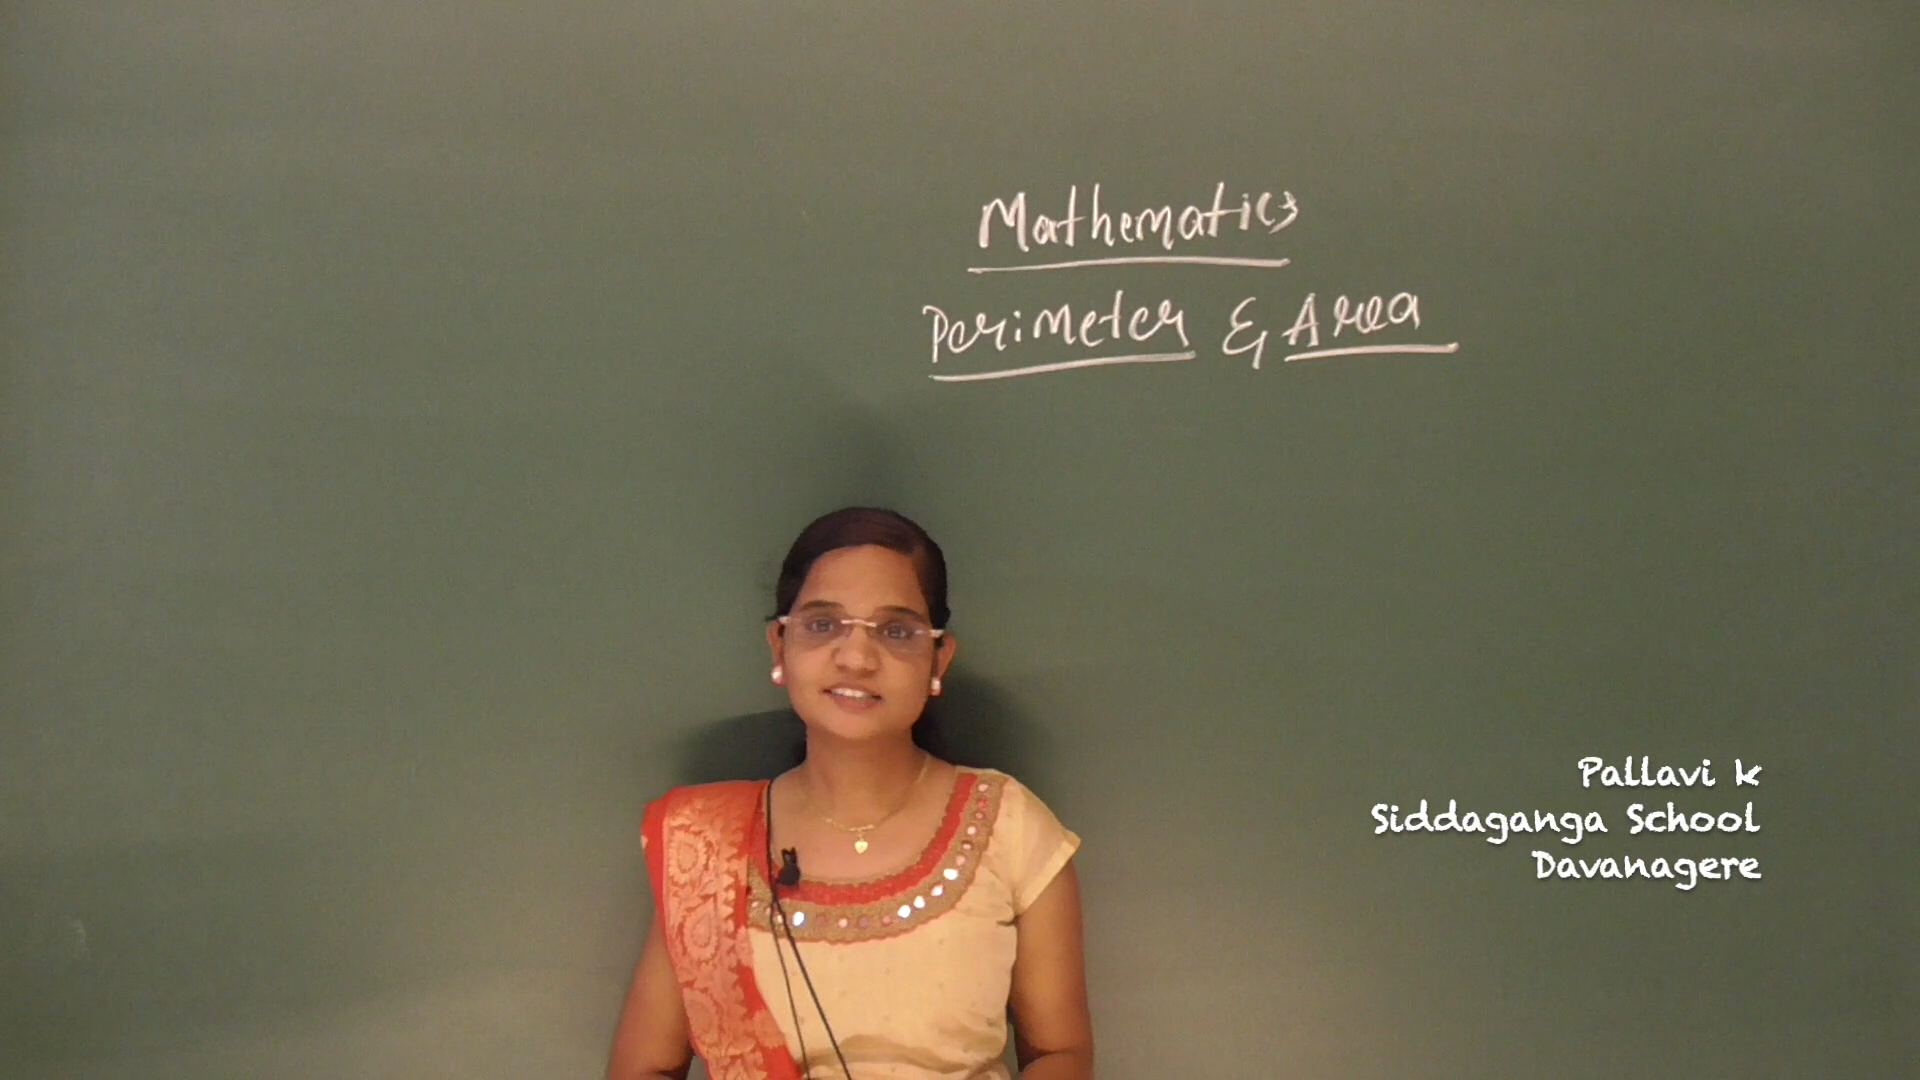 Mathematics
Perimeter & Area
Pallavi k
Siddaganga School
Davanagere